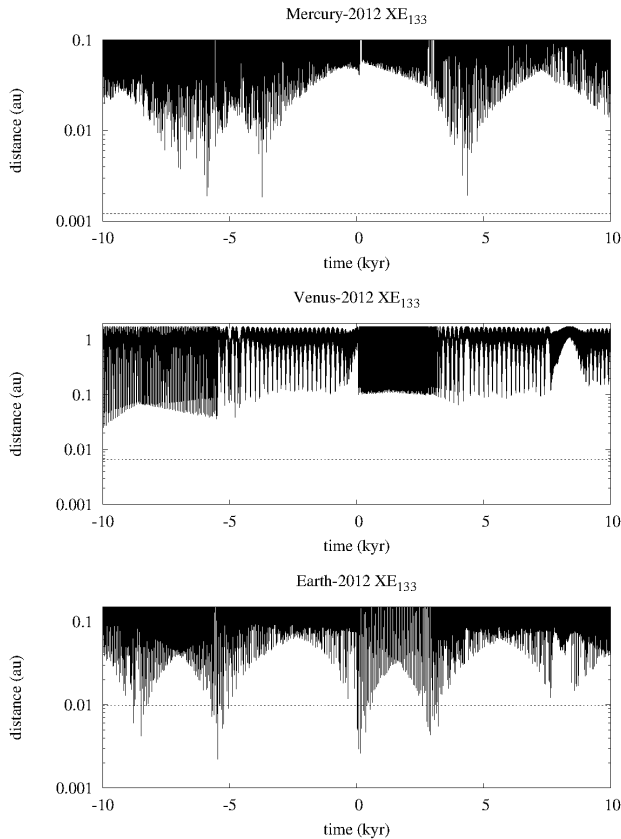 Mercury-2012 XE133
0.1
0.01
0.001
distance (au)
-10 -5 0 5 10
time (kyr)
Venus-2012 XE133
1
0.1
0.01
0.001
distance (au)
-10 -5 0 5 10
time (kyr)
Earth-2012 XE133
0.1
0.01
0.001
distance (au)
-10 -5 0 5 10
time (kyr)